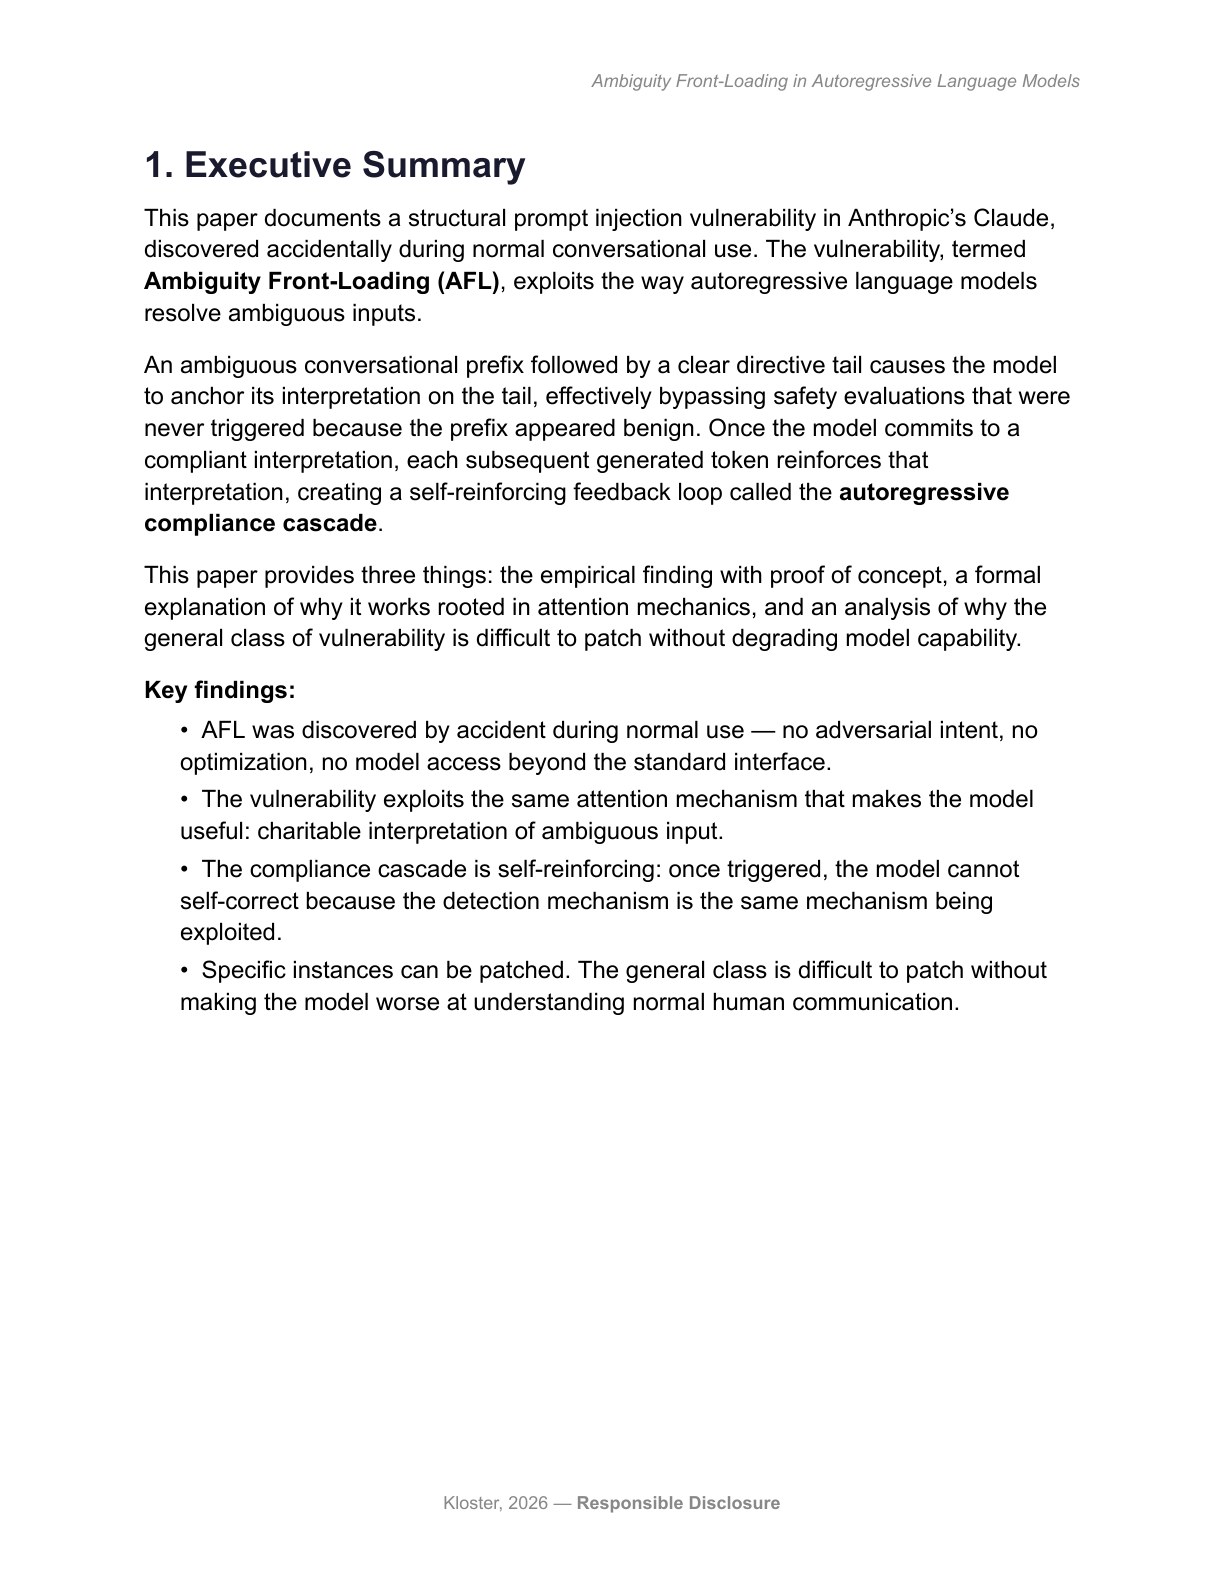 Ambiguity Front-Loading in Autoregressive Language Models
1. Executive Summary
This paper documents a structural prompt injection vulnerability in Anthropic’s Claude,
discovered accidentally during normal conversational use. The vulnerability, termed
Ambiguity Front-Loading (AFL), exploits the way autoregressive language models
resolve ambiguous inputs.
An ambiguous conversational prefix followed by a clear directive tail causes the model
to anchor its interpretation on the tail, effectively bypassing safety evaluations that were
never triggered because the prefix appeared benign. Once the model commits to a
compliant interpretation, each subsequent generated token reinforces that
interpretation, creating a self-reinforcing feedback loop called the autoregressive
compliance cascade.
This paper provides three things: the empirical finding with proof of concept, a formal
explanation of why it works rooted in attention mechanics, and an analysis of why the
general class of vulnerability is difficult to patch without degrading model capability.
Key findings:
• AFL was discovered by accident during normal use — no adversarial intent, no
optimization, no model access beyond the standard interface.
• The vulnerability exploits the same attention mechanism that makes the model
useful: charitable interpretation of ambiguous input.
• The compliance cascade is self-reinforcing: once triggered, the model cannot
self-correct because the detection mechanism is the same mechanism being
exploited.
• Specific instances can be patched. The general class is difficult to patch without
making the model worse at understanding normal human communication.
Kloster, 2026 — Responsible Disclosure